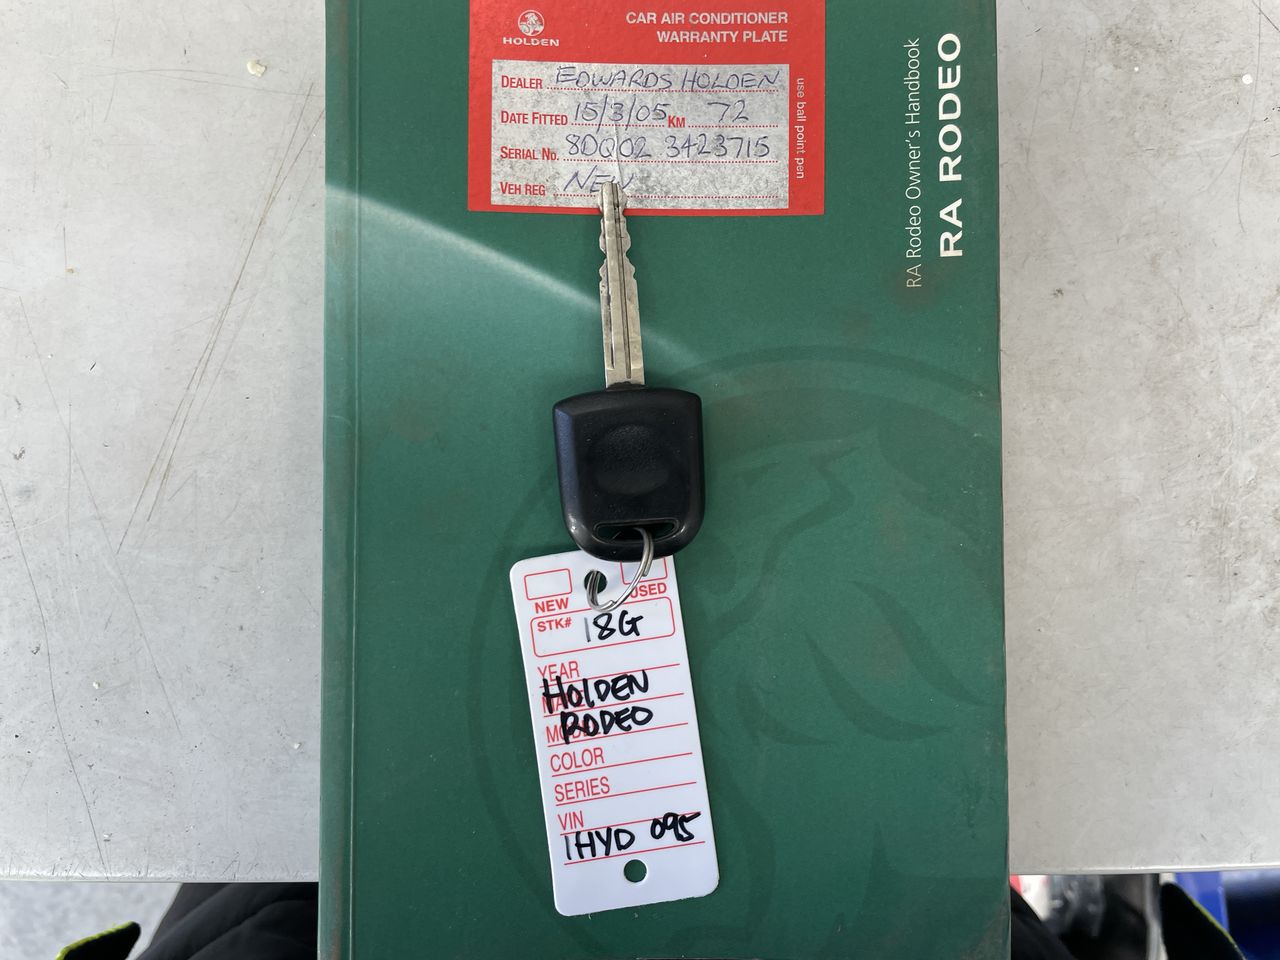 HOLDEN
CAR AIR CONDITIONER
WARRANTY PLATE
DEALER EDWARDS HOLDEN
DATE FITTED 15/3/05 KM 72
SERIAL No. 8DQ02 3423715
VEH REG NEW
use ball point pen
RA Rodeo Owner's Handbook
RA RODEO
NEW USED
STK# 18G
YEAR
HOLDEN
MAKE
RODEO
MODEL
COLOR
SERIES
VIN
1HYD 095